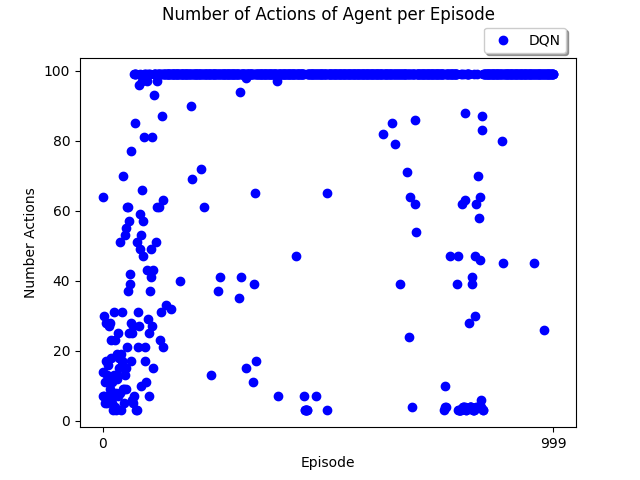 Number of Actions of Agent per Episode
DQN
100
80
60
40
20
0
Number Actions
0
999
Episode